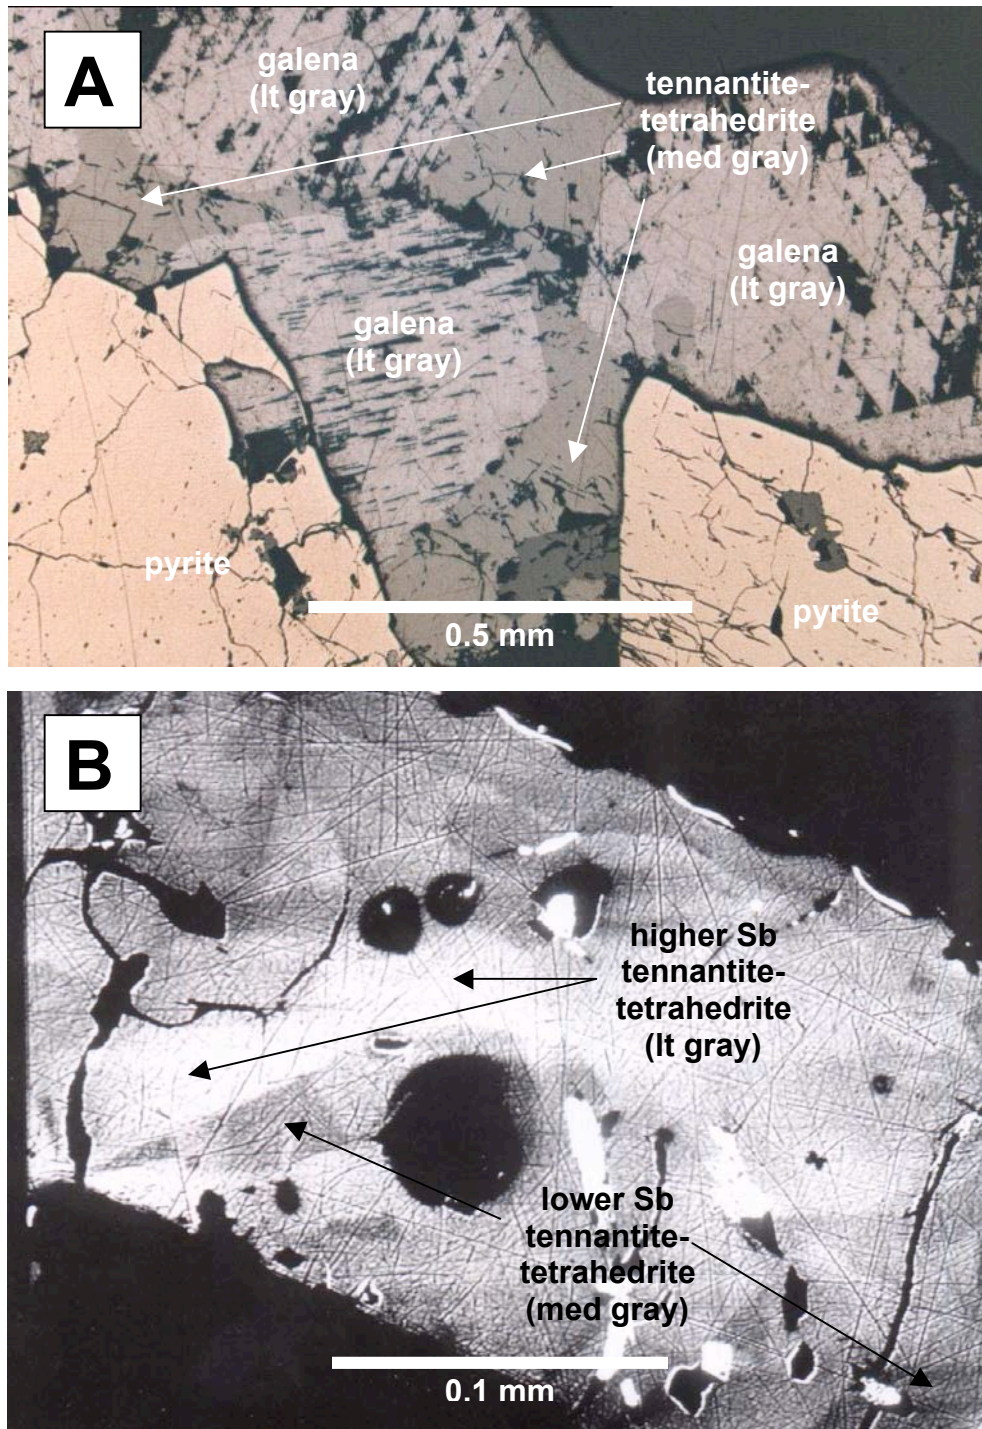 A
galena
(lt gray)
tennantite-
tetrahedrite
(med gray)
galena
(lt gray)
galena
(lt gray)
pyrite
pyrite
0.5 mm
B
higher Sb
tennantite-
tetrahedrite
(lt gray)
lower Sb
tennantite-
tetrahedrite
(med gray)
0.1 mm